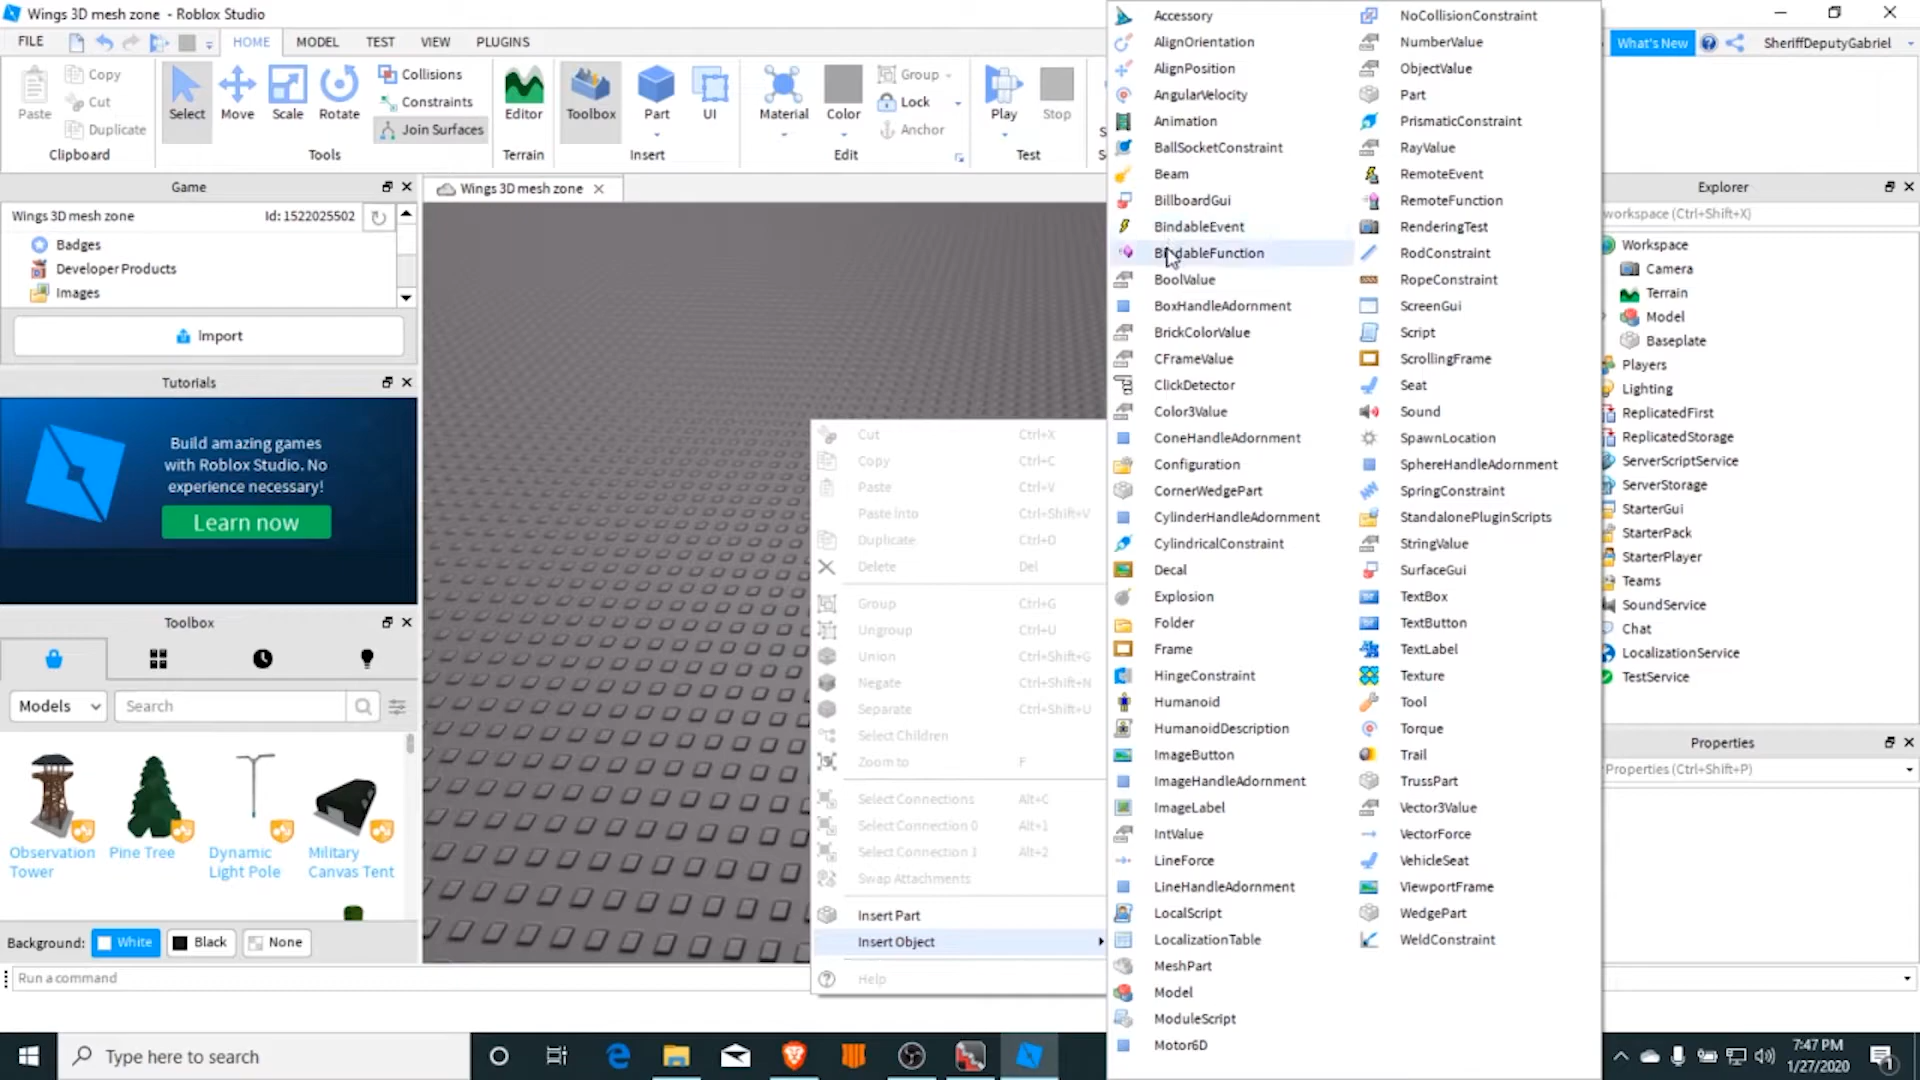 Wings 3D mesh zone - Roblox Studio
FILE
HOME
MODEL
TEST
VIEW
PLUGINS
What's New
SheriffDeputyGabriel
Paste
Copy
Cut
Duplicate
Clipboard
Select
Move
Scale
Rotate
Collisions
Constraints
Join Surfaces
Tools
Editor
Terrain
Toolbox
Part
UI
Insert
Material
Color
Group
Lock
Anchor
Edit
Play
Stop
Test
Game
Wings 3D mesh zone
Id: 1522025502
Badges
Developer Products
Images
Import
Tutorials
Build amazing games
with Roblox Studio. No
experience necessary!
Learn now
Toolbox
Models
Search
Observation
Tower
Pine Tree
Dynamic
Light Pole
Military
Canvas Tent
Background:
White
Black
None
Run a command
Wings 3D mesh zone
Cut Ctrl+X
Copy Ctrl+C
Paste Ctrl+V
Paste Into Ctrl+Shift+V
Duplicate Ctrl+D
Delete Del
Group Ctrl+G
Ungroup Ctrl+U
Union Ctrl+Shift+G
Negate Ctrl+Shift+N
Separate Ctrl+Shift+U
Select Children
Zoom to F
Select Connections Alt+C
Select Connection 0 Alt+1
Select Connection 1 Alt+2
Swap Attachments
Insert Part
Insert Object
Help
Accessory
AlignOrientation
AlignPosition
AngularVelocity
Animation
BallSocketConstraint
Beam
BillboardGui
BindableEvent
BindableFunction
BoolValue
BoxHandleAdornment
BrickColorValue
CFrameValue
ClickDetector
Color3Value
ConeHandleAdornment
Configuration
CornerWedgePart
CylinderHandleAdornment
CylindricalConstraint
Decal
Explosion
Folder
Frame
HingeConstraint
Humanoid
HumanoidDescription
ImageButton
ImageHandleAdornment
ImageLabel
IntValue
LineForce
LineHandleAdornment
LocalScript
LocalizationTable
MeshPart
Model
ModuleScript
Motor6D
NoCollisionConstraint
NumberValue
ObjectValue
Part
PrismaticConstraint
RayValue
RemoteEvent
RemoteFunction
RenderingTest
RodConstraint
RopeConstraint
ScreenGui
Script
ScrollingFrame
Seat
Sound
SpawnLocation
SphereHandleAdornment
SpringConstraint
StandalonePluginScripts
StringValue
SurfaceGui
TextBox
TextButton
TextLabel
Texture
Tool
Torque
Trail
TrussPart
Vector3Value
VectorForce
VehicleSeat
ViewportFrame
WedgePart
WeldConstraint
Explorer
workspace (Ctrl+Shift+X)
Workspace
Camera
Terrain
Model
Baseplate
Players
Lighting
ReplicatedFirst
ReplicatedStorage
ServerScriptService
ServerStorage
StarterGui
StarterPack
StarterPlayer
Teams
SoundService
Chat
LocalizationService
TestService
Properties
Properties (Ctrl+Shift+P)
Type here to search
7:47 PM
1/27/2020
1